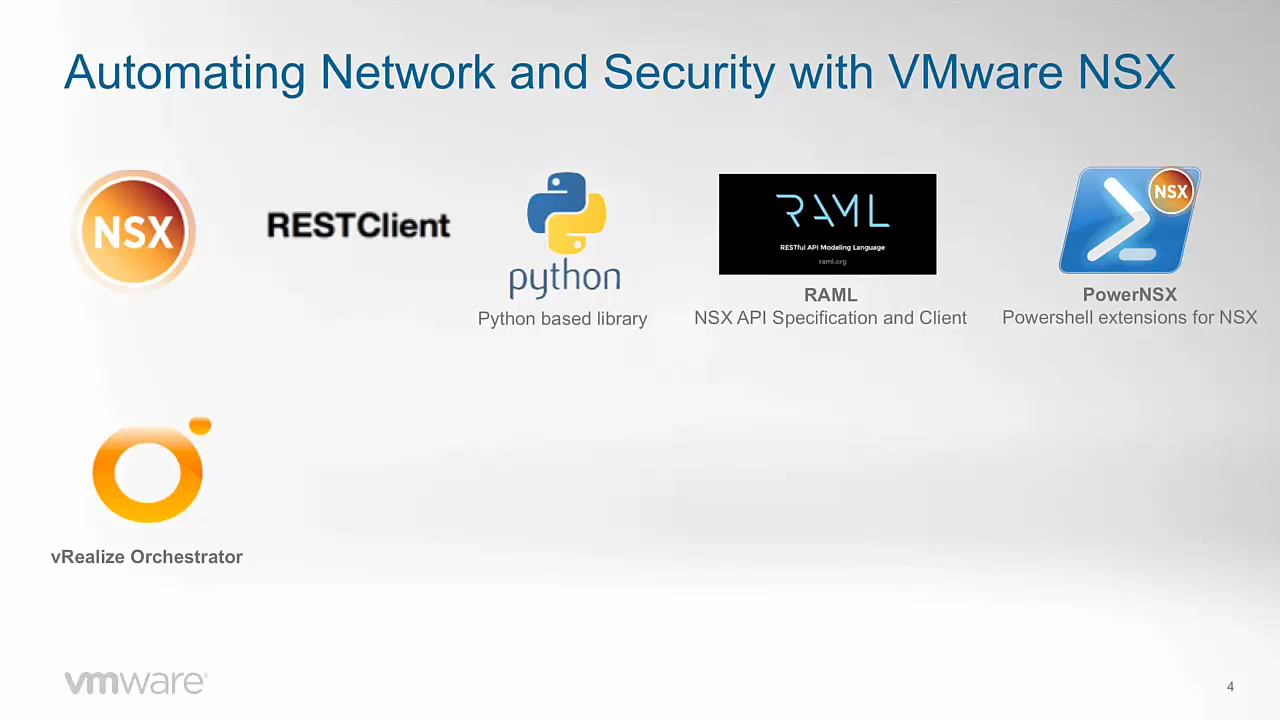 Automating Network and Security with VMware NSX
NSX
RESTClient
python
Python based library
RAML
RESTful API Modeling Language
raml.org
RAML
NSX API Specification and Client
NSX
PowerNSX
Powershell extensions for NSX
vRealize Orchestrator
vmware
4